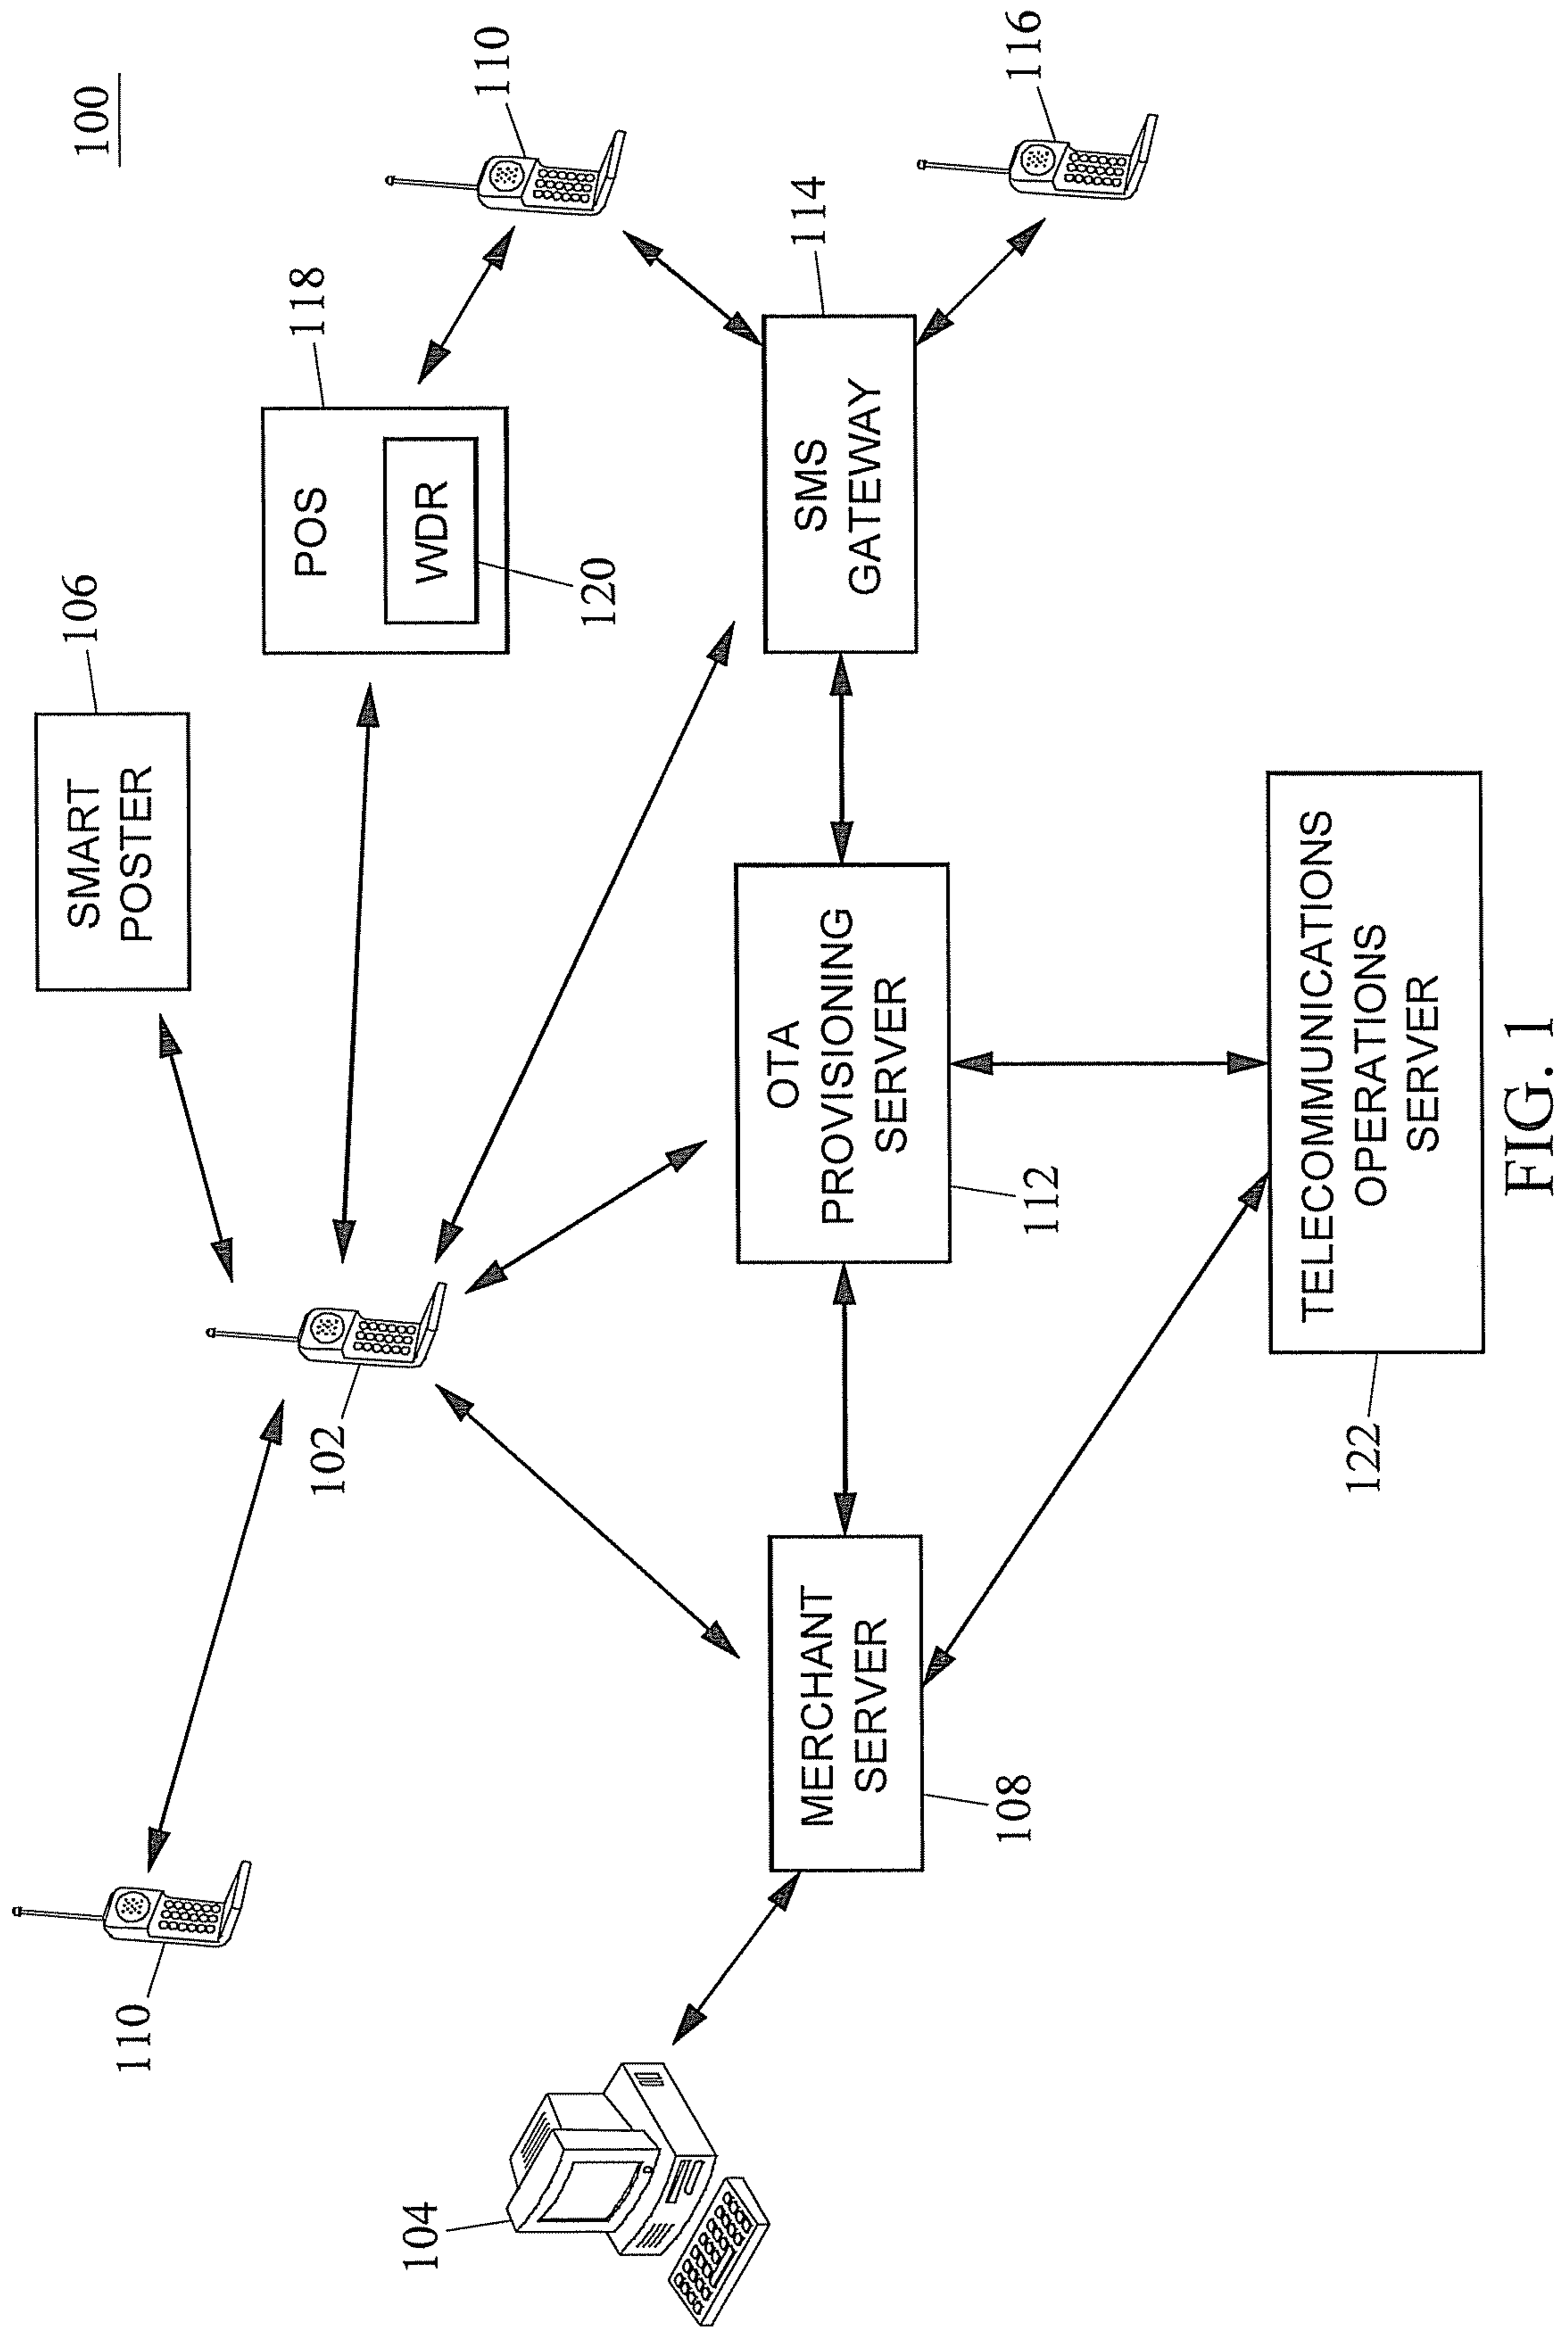 100
110
102
106
SMART
POSTER
118
POS
WDR
120
110
104
108
MERCHANT
SERVER
112
OTA
PROVISIONING
SERVER
114
SMS
GATEWAY
116
122
TELECOMMUNICATIONS
OPERATIONS
SERVER
FIG. 1